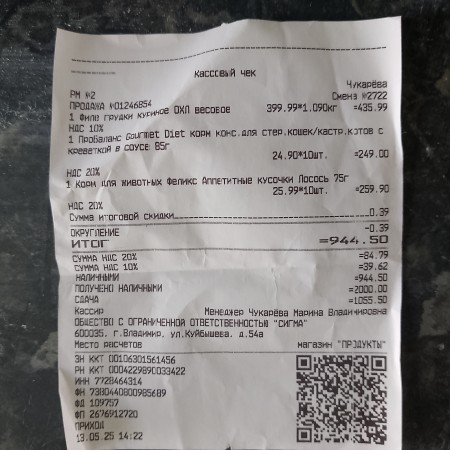 Кассовый чек
Чукарёва
РМ №2 Смена №2722
ПРОДАЖА №01246854
1 Филе грудки куриное ОХЛ весовое 399.99*1.090кг =435.99
НДС 10%
1 ПроБаланс Gourmet Diet корм конс.для стер.кошек/кастр.котов с
креветкой в соусе 85г
24.90*10шт. =249.00
НДС 20%
1 Корм для животных Феликс Аппетитные кусочки Лосось 75г
25.99*10шт. =259.90
НДС 20%
Сумма итоговой скидки 0.39
ОКРУГЛЕНИЕ -0.39
ИТОГ =944.50
СУММА НДС 20% =84.79
СУММА НДС 10% =39.62
НАЛИЧНЫМИ =944.50
ПОЛУЧЕНО НАЛИЧНЫМИ =2000.00
СДАЧА =1055.50
Кассир Менеджер Чукарёва Марина Владимировна
ОБЩЕСТВО С ОГРАНИЧЕННОЙ ОТВЕТСТВЕННОСТЬЮ "СИГМА"
600035, г.Владимир, ул.Куйбышева, д.54а
Место расчетов магазин "ПРОДУКТЫ"
ЗН ККТ 00106301561456
РН ККТ 0004229890033422
ИНН 7728464314
ФН 7380440800985689
ФД 109757
ФП 2676912720
ПРИХОД
13.05.25 14:22